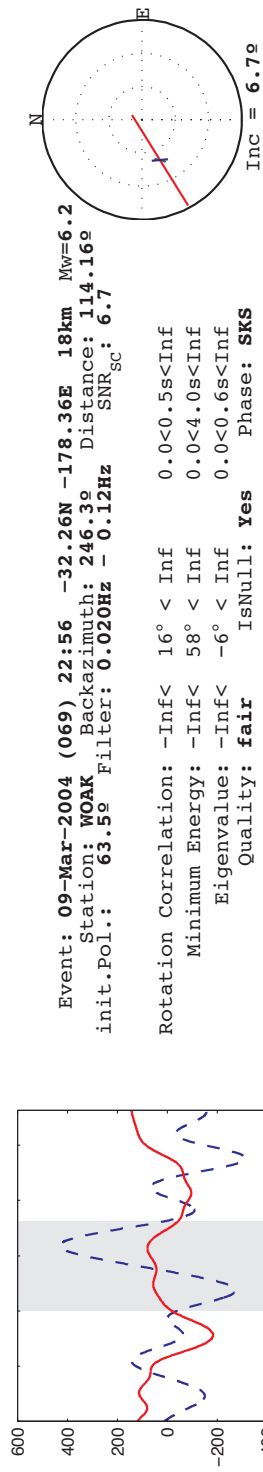 Event: 09-Mar-2004 (069) 22:56 -32.26N -178.36E 18km Mw=6.2
Station: WOAK Backazimuth: 246.3º Distance: 114.16º
init.Pol.: 63.5º Filter: 0.020Hz - 0.12Hz SNRSC: 6.7
Rotation Correlation: -Inf< 16° < Inf 0.0<0.5s<Inf
Minimum Energy: -Inf< 58° < Inf 0.0<4.0s<Inf
Eigenvalue: -Inf< -6° < Inf 0.0<0.6s<Inf
Quality: fair IsNull: Yes Phase: SKS
N
E
Inc = 6.7º
600
400
200
0
-200